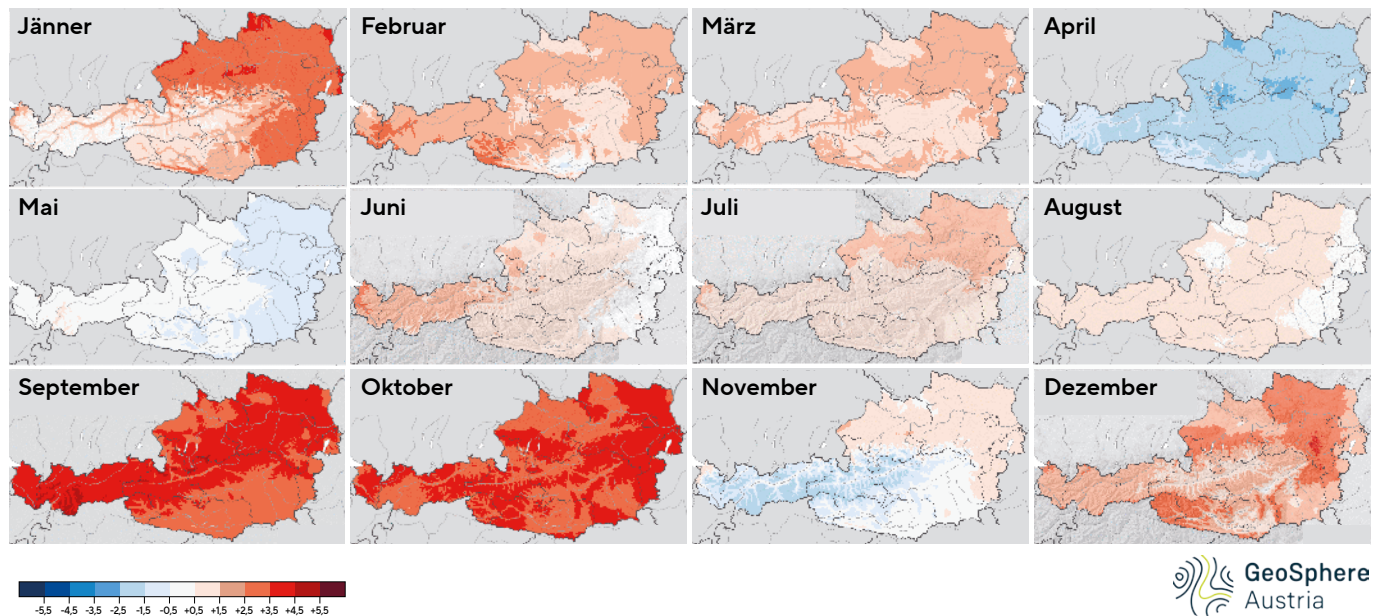 Jänner
Februar
März
April
Mai
Juni
Juli
August
September
Oktober
November
Dezember
-5,5 -4,5 -3,5 -2,5 -1,5 -0,5 +0,5 +1,5 +2,5 +3,5 +4,5 +5,5
GeoSphere
Austria